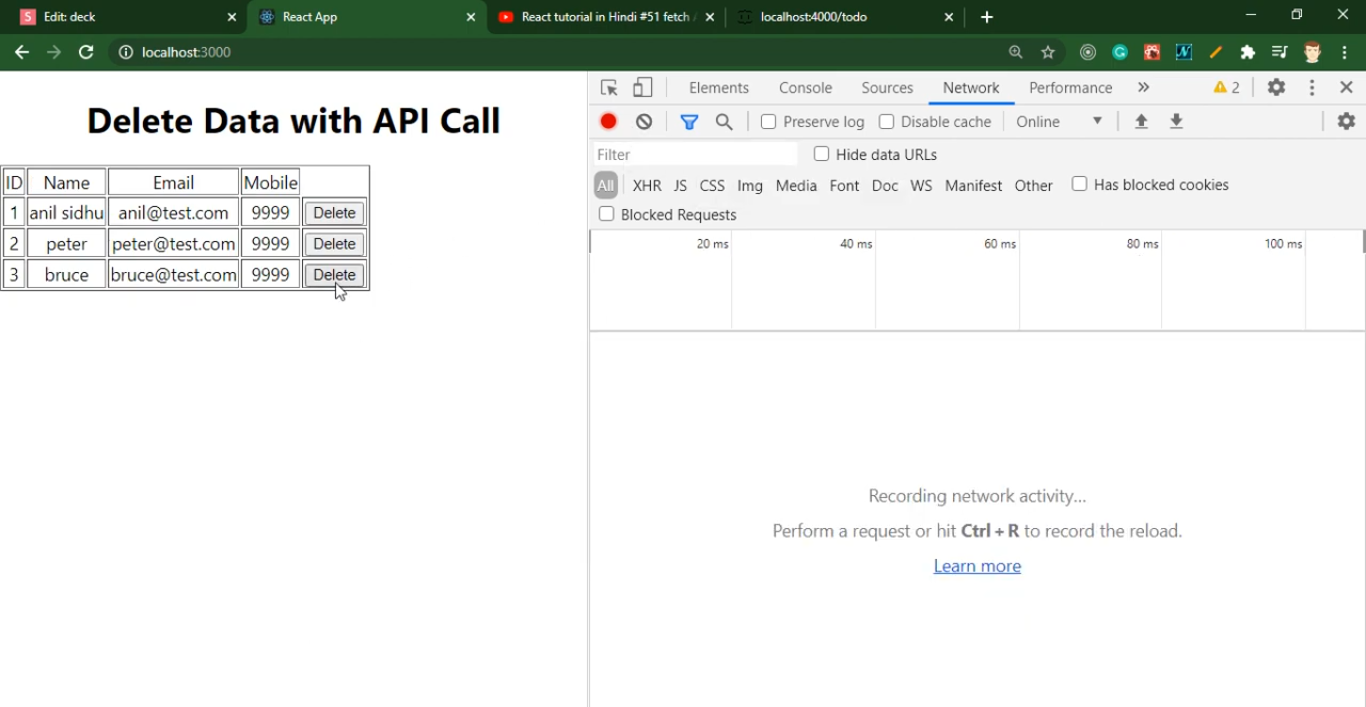 Edit: deck
React App
React tutorial in Hindi #51 fetch
localhost:4000/todo
localhost:3000
Delete Data with API Call
ID Name Email Mobile
1 anil sidhu anil@test.com 9999 Delete
2 peter peter@test.com 9999 Delete
3 bruce bruce@test.com 9999 Delete
Elements Console Sources Network Performance » 2
Preserve log Disable cache Online
Filter Hide data URLs
All XHR JS CSS Img Media Font Doc WS Manifest Other Has blocked cookies
Blocked Requests
20 ms 40 ms 60 ms 80 ms 100 ms
Recording network activity...
Perform a request or hit Ctrl + R to record the reload.
Learn more